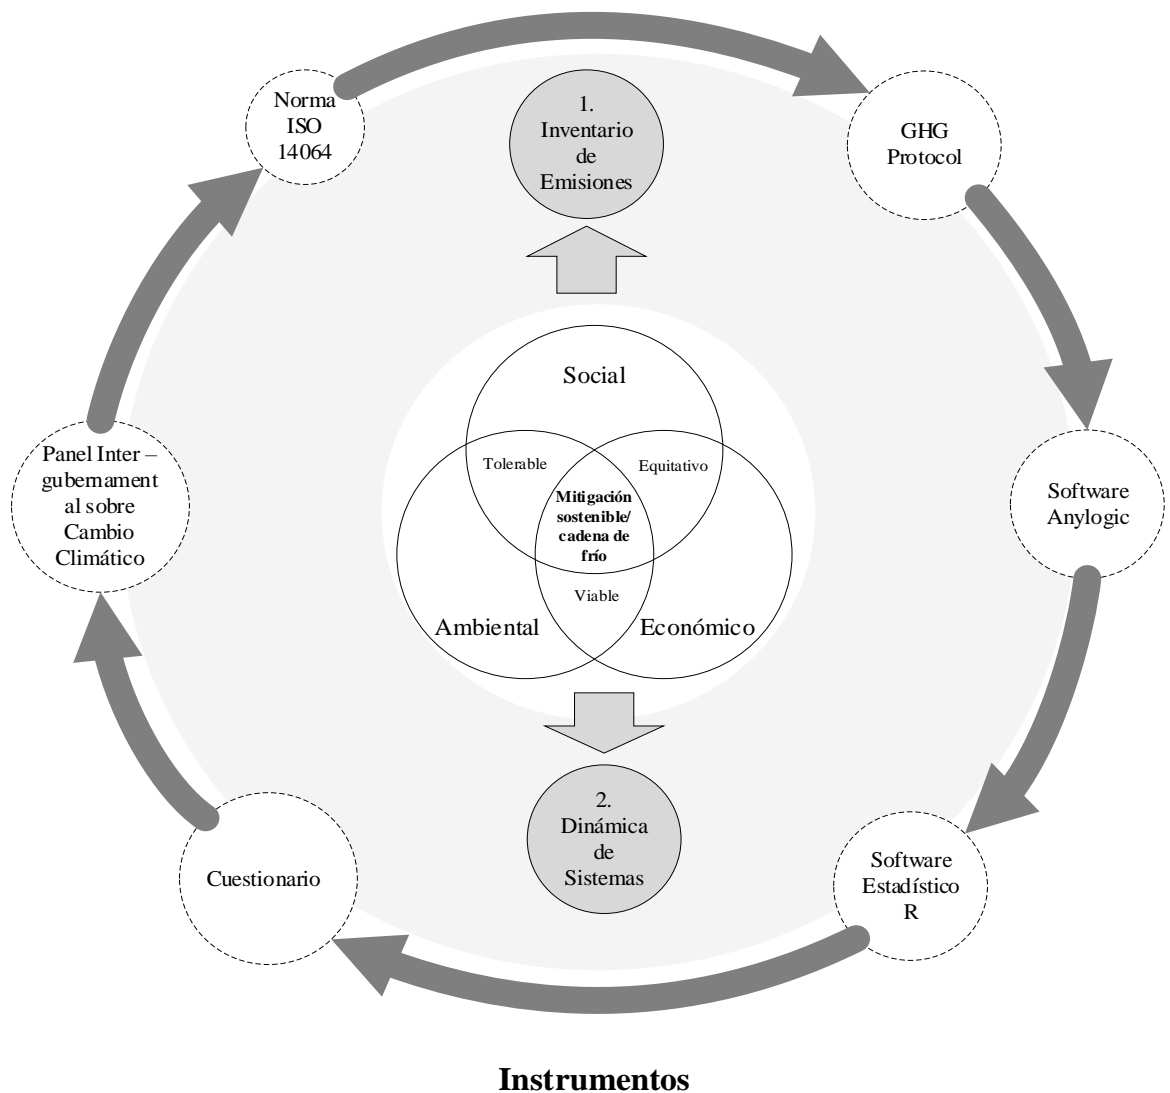 Norma
ISO
14064
1.
Inventario
de
Emisiones
GHG
Protocol
Social
Tolerable
Equitativo
Mitigación
sostenible/
cadena de
frío
Viable
Ambiental
Económico
Panel Inter –
gubernament
al sobre
Cambio
Climático
Software
Anylogic
2.
Dinámica
de
Sistemas
Cuestionario
Software
Estadístico
R
Instrumentos